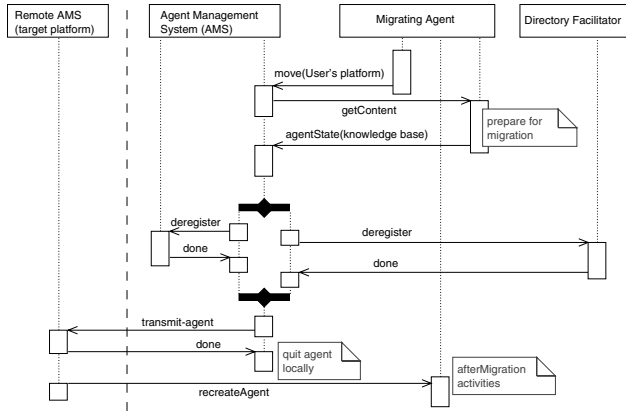 Remote AMS
(target platform)
Agent Management
System (AMS)
Migrating Agent
Directory Facilitator
move(User's platform)
getContent
prepare for
migration
agentState(knowledge base)
deregister
deregister
done
done
transmit-agent
done
quit agent
locally
afterMigration
activities
recreateAgent